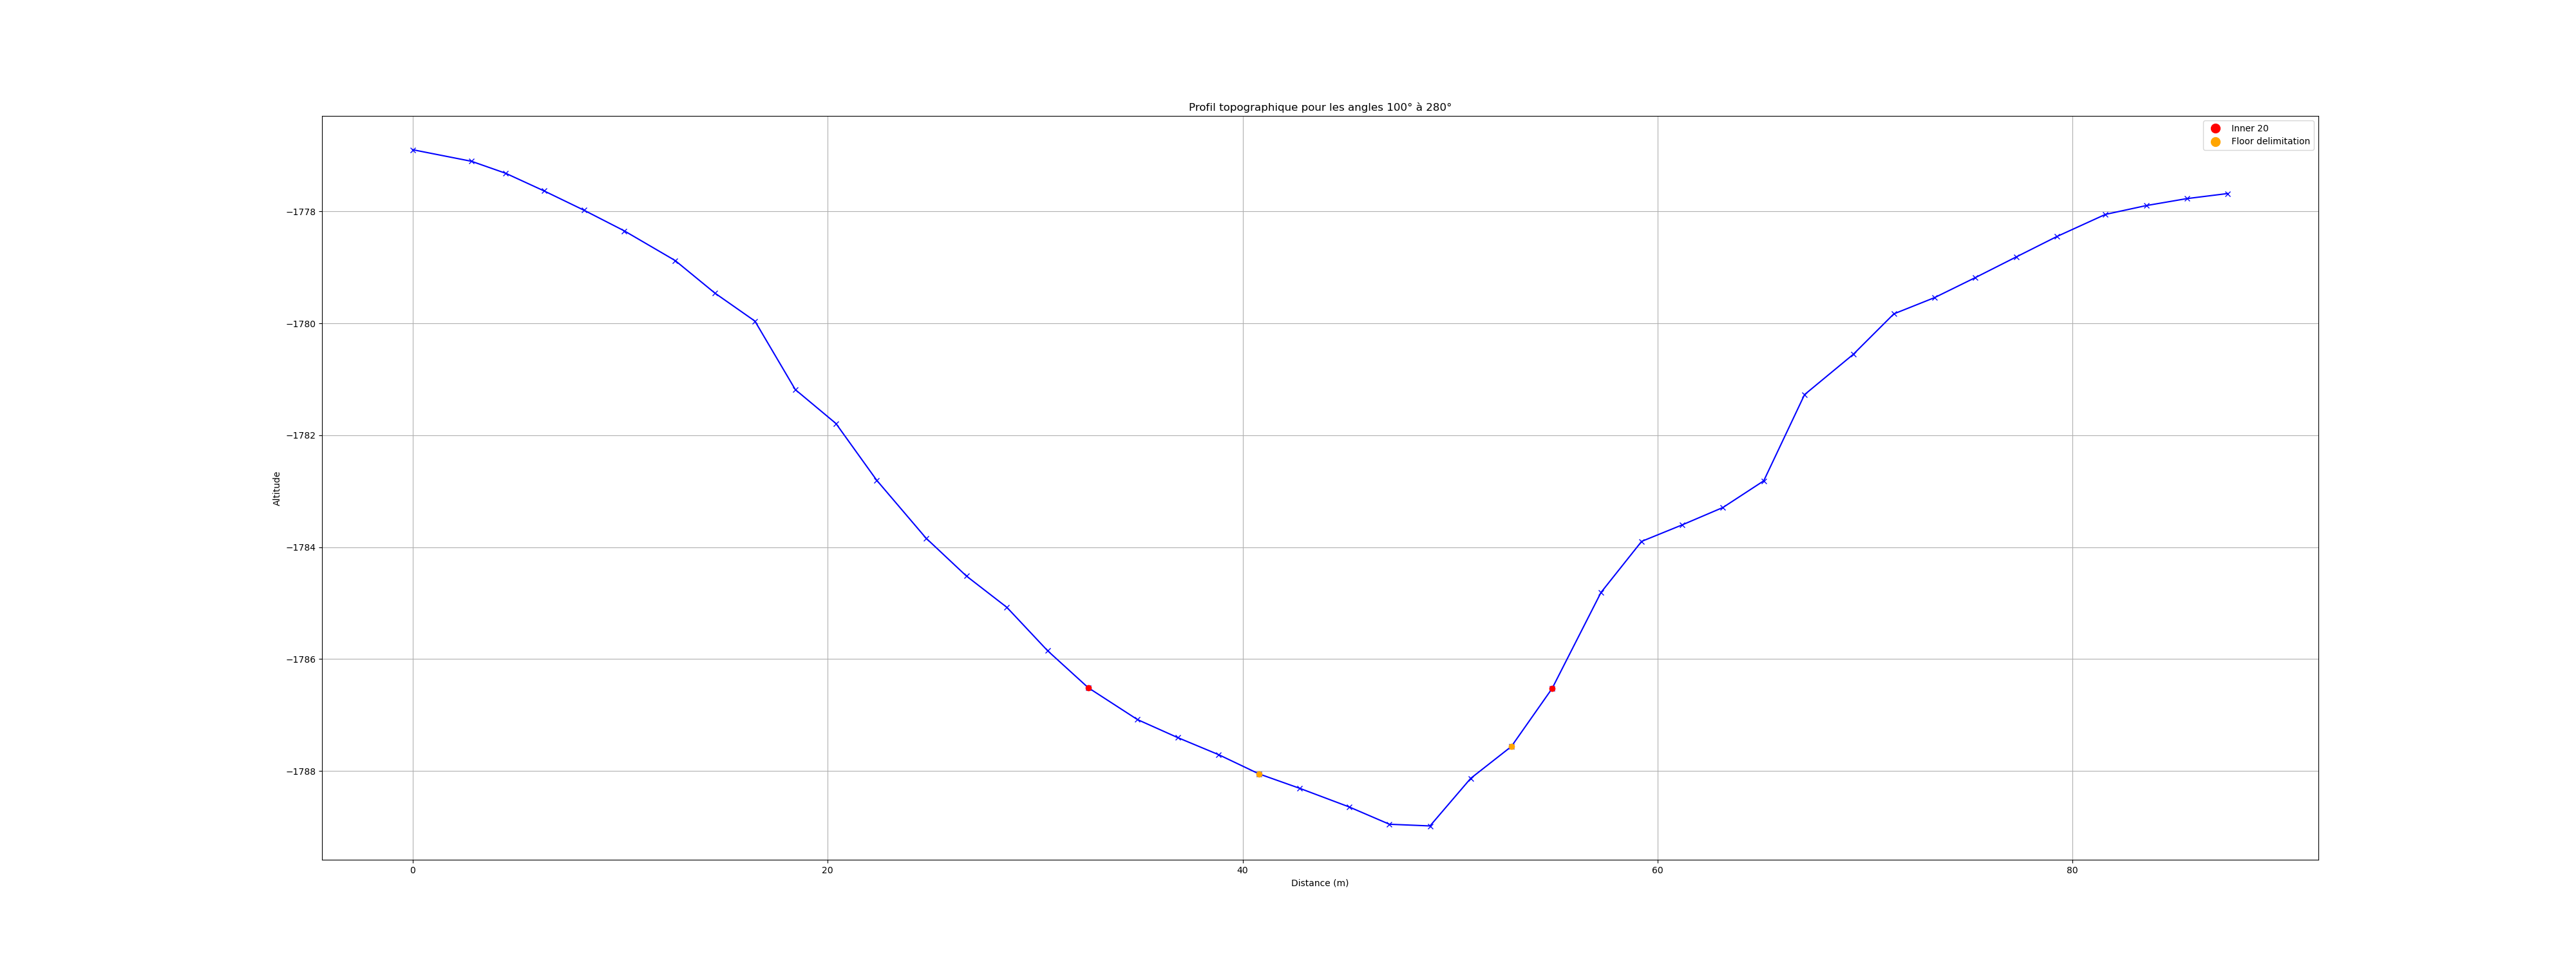 Profil topographique pour les angles 100° à 280°
Inner 20
Floor delimitation
−1778
−1780
−1782
−1784
−1786
−1788
Altitude
0 20 40 60 80
Distance (m)